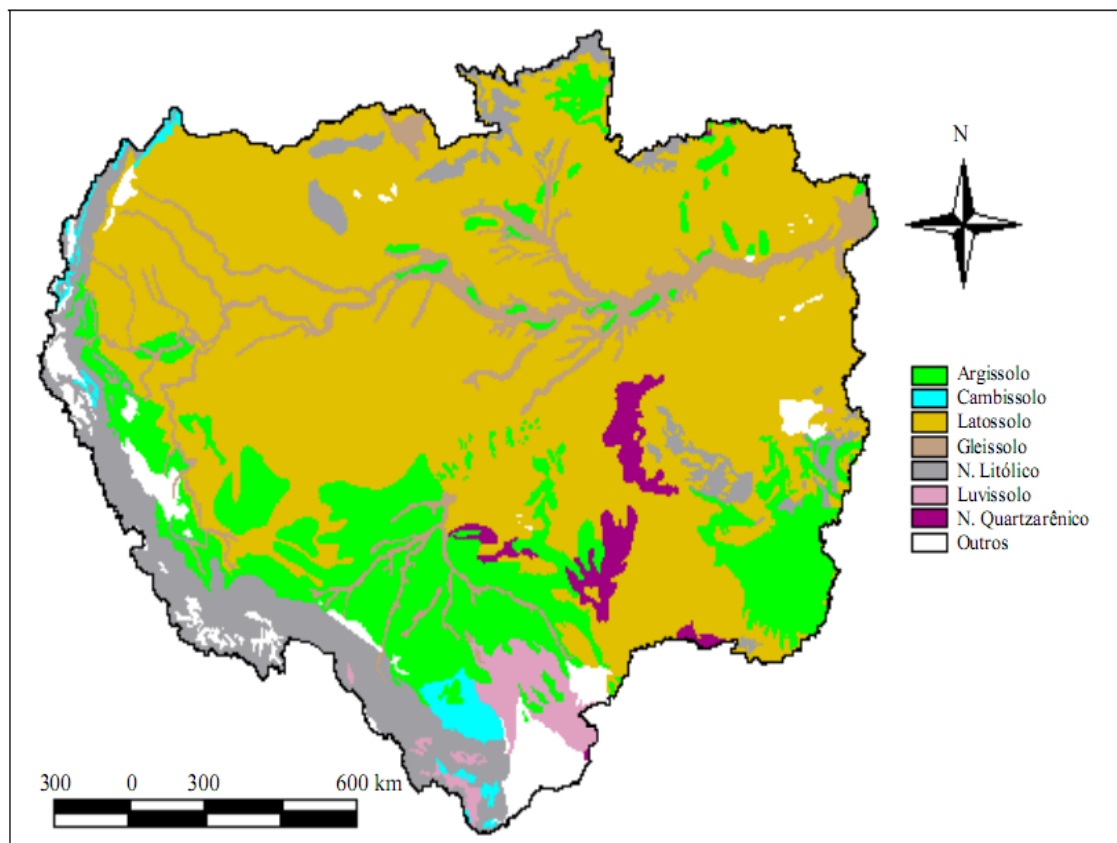 N
Argissolo
Cambissolo
Latossolo
Gleissolo
N. Litólico
Luvissolo
N. Quartzarênico
Outros
300 0 300 600 km